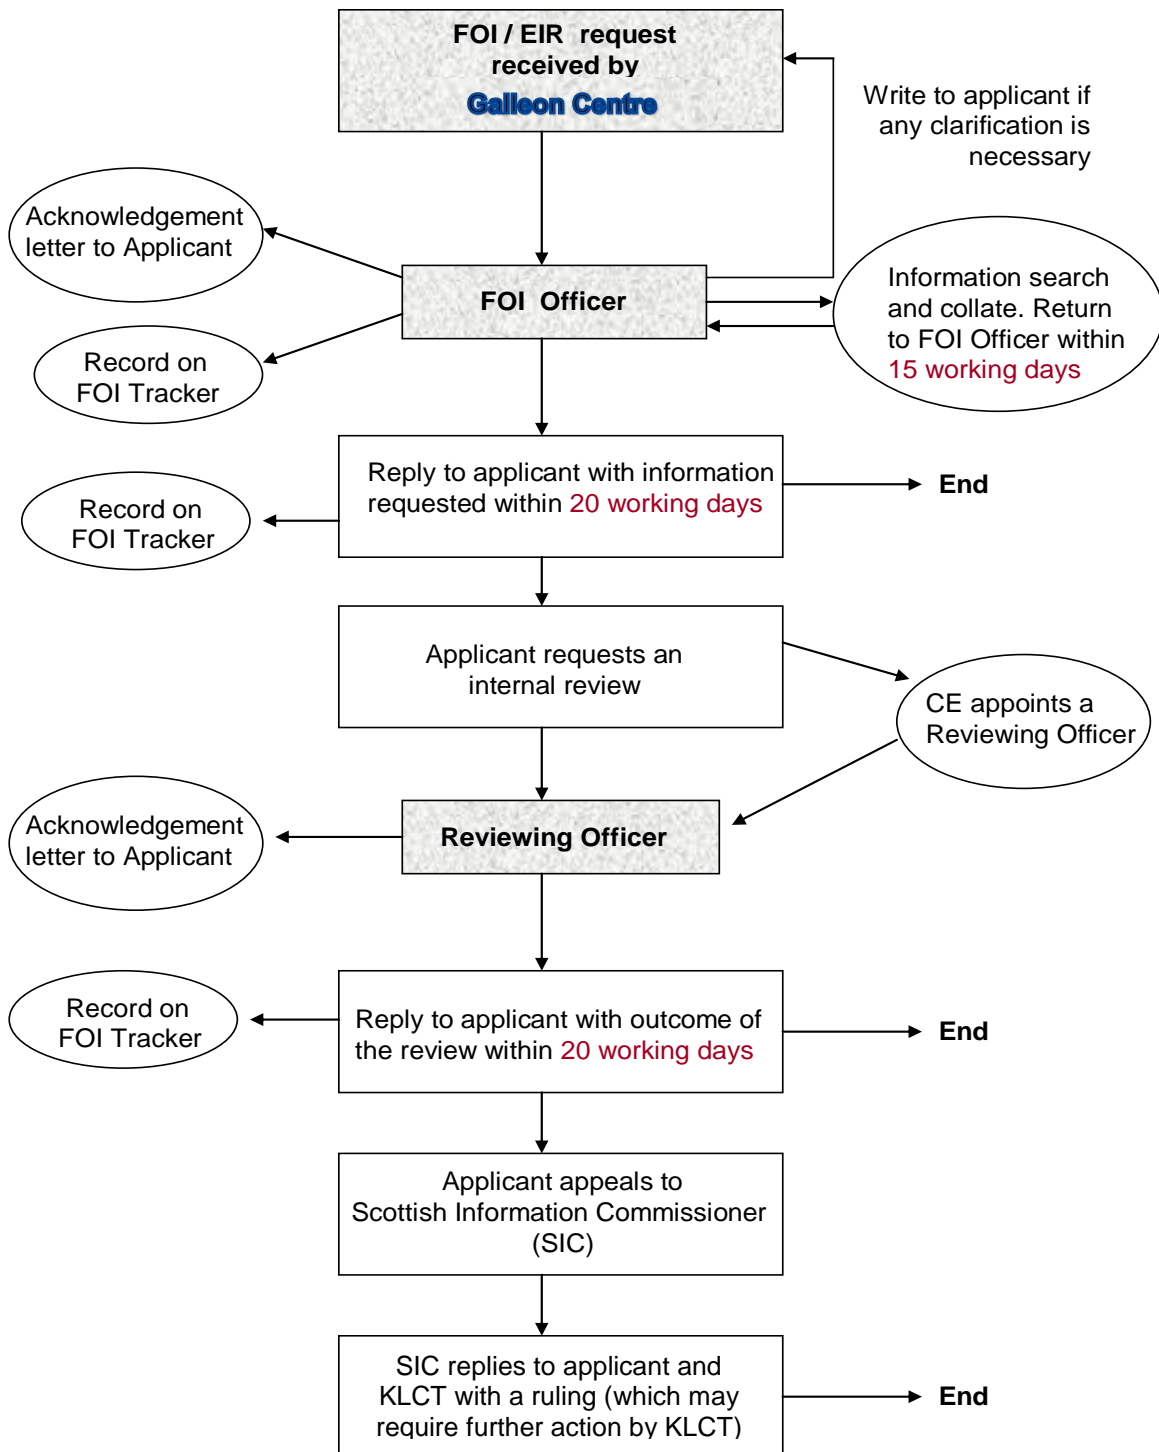 FOI / EIR request
received by
Galleon Centre
Write to applicant if
any clarification is
necessary
Acknowledgement
letter to Applicant
FOI Officer
Information search
and collate. Return
to FOI Officer within
15 working days
Record on
FOI Tracker
Reply to applicant with information
requested within 20 working days
End
Record on
FOI Tracker
Applicant requests an
internal review
CE appoints a
Reviewing Officer
Acknowledgement
letter to Applicant
Reviewing Officer
Record on
FOI Tracker
Reply to applicant with outcome of
the review within 20 working days
End
Applicant appeals to
Scottish Information Commissioner
(SIC)
SIC replies to applicant and
KLCT with a ruling (which may
require further action by KLCT)
End